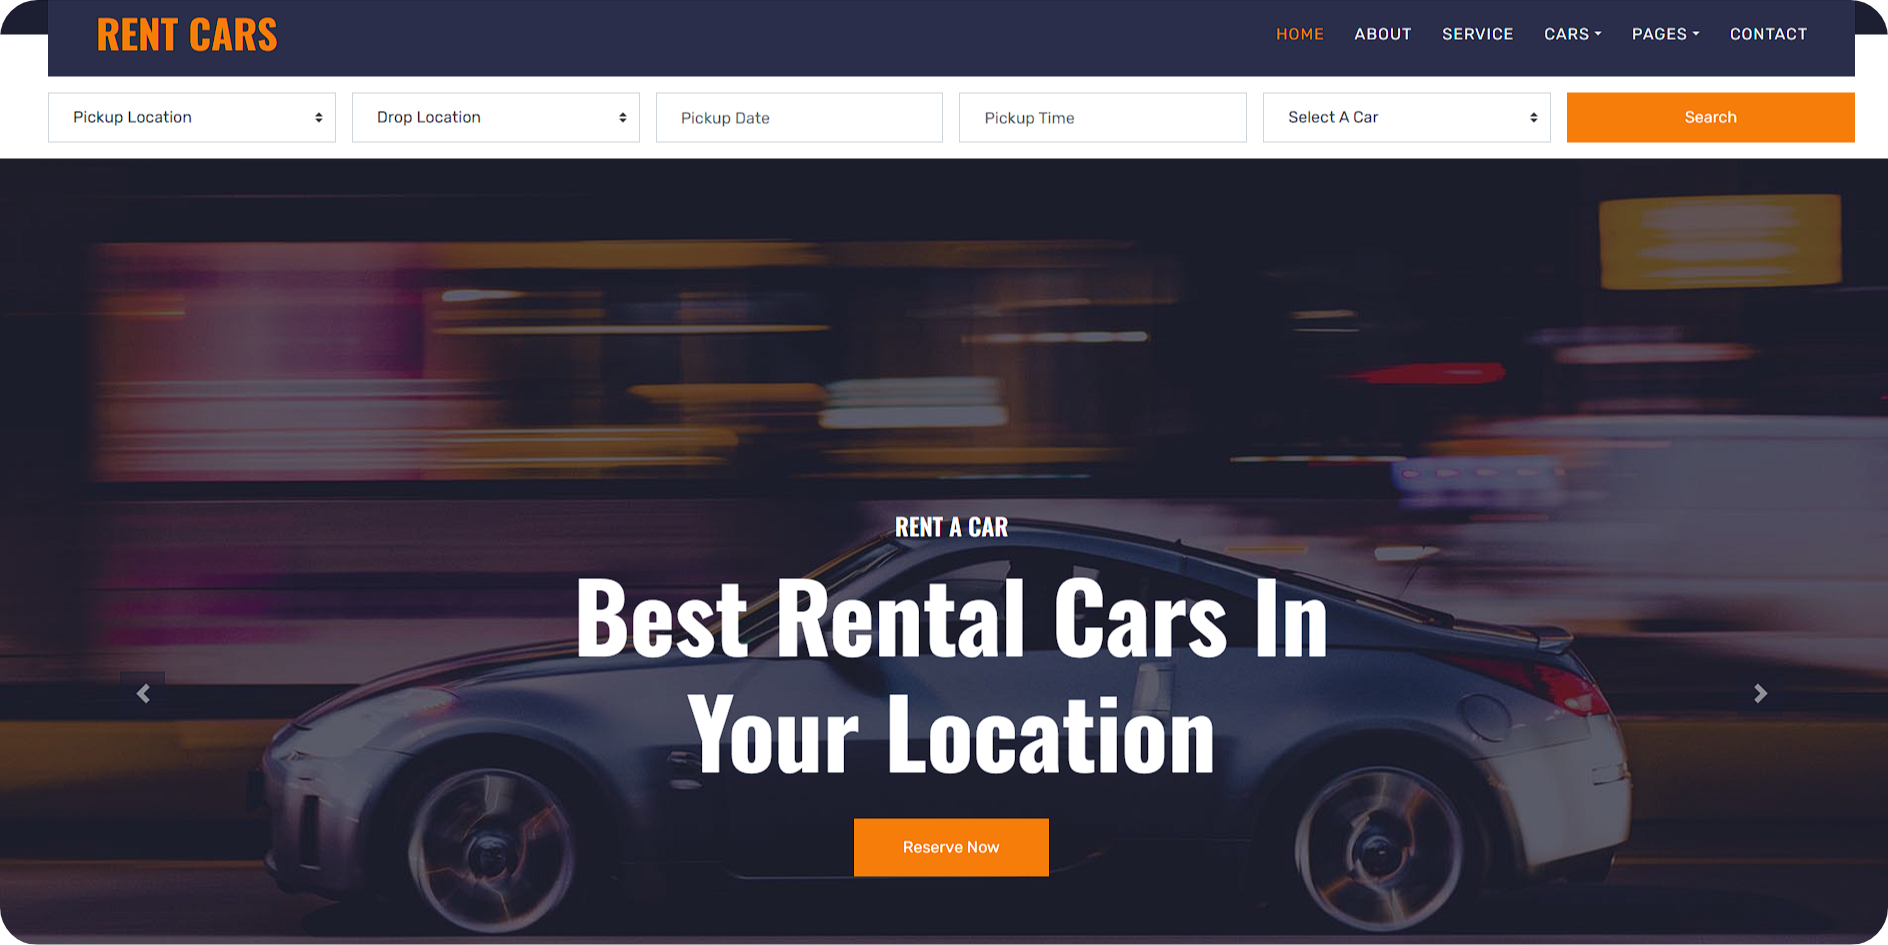 RENT CARS
HOME ABOUT SERVICE CARS PAGES CONTACT
Pickup Location Drop Location Pickup Date Pickup Time Select A Car Search
RENT A CAR
Best Rental Cars In
Your Location
Reserve Now